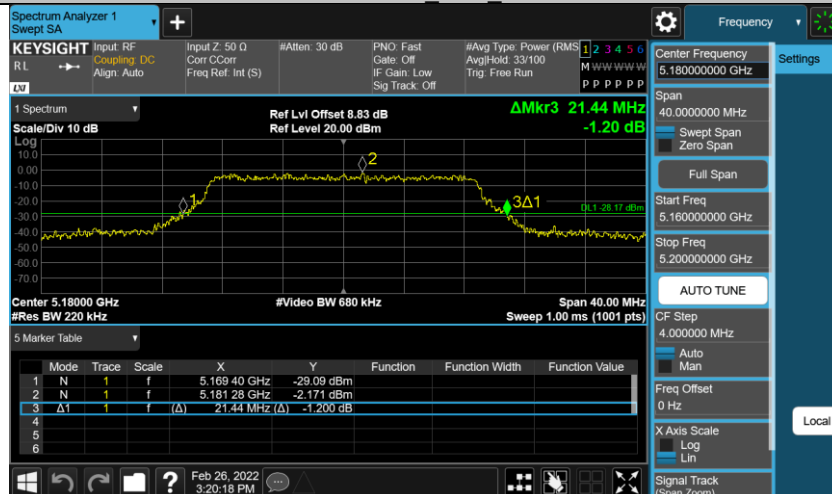 Spectrum Analyzer 1
Swept SA
Frequency
KEYSIGHT
RL
LXI
Input: RF
Coupling: DC
Align: Auto
Input Z: 50 Ω
Corr CCorr
Freq Ref: Int (S)
#Atten: 30 dB
PNO: Fast
Gate: Off
IF Gain: Low
Sig Track: Off
#Avg Type: Power (RMS
Avg|Hold: 33/100
Trig: Free Run
1 2 3 4 5 6
M W W W W W
P P P P P P
1 Spectrum
Scale/Div 10 dB
Ref Lvl Offset 8.83 dB
Ref Level 20.00 dBm
ΔMkr3 21.44 MHz
-1.20 dB
Log
10.0
0.00
-10.0
-20.0
-30.0
-40.0
-50.0
-60.0
-70.0
1
2
3Δ1
DL1 -28.17 dBm
Center 5.18000 GHz
#Res BW 220 kHz
#Video BW 680 kHz
Span 40.00 MHz
Sweep 1.00 ms (1001 pts)
5 Marker Table
Mode Trace Scale X Y Function Function Width Function Value
1 N 1 f 5.169 40 GHz -29.09 dBm
2 N 1 f 5.181 28 GHz -2.171 dBm
3 Δ1 1 f (Δ) 21.44 MHz (Δ) -1.200 dB
4
5
6
?
Feb 26, 2022
3:20:18 PM
Center Frequency
5.180000000 GHz
Span
40.0000000 MHz
Swept Span
Zero Span
Full Span
Start Freq
5.160000000 GHz
Stop Freq
5.200000000 GHz
AUTO TUNE
CF Step
4.000000 MHz
Auto
Man
Freq Offset
0 Hz
X Axis Scale
Log
Lin
Signal Track
(Span Zoom)
Settings
Local